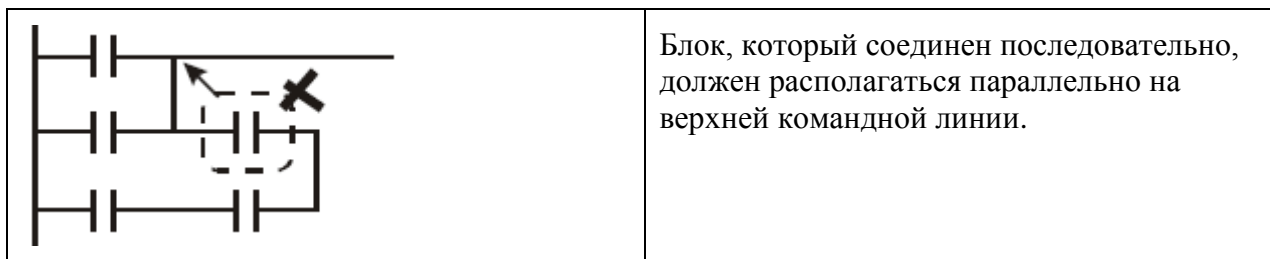 Блок, который соединен последовательно,
должен располагаться параллельно на
верхней командной линии.